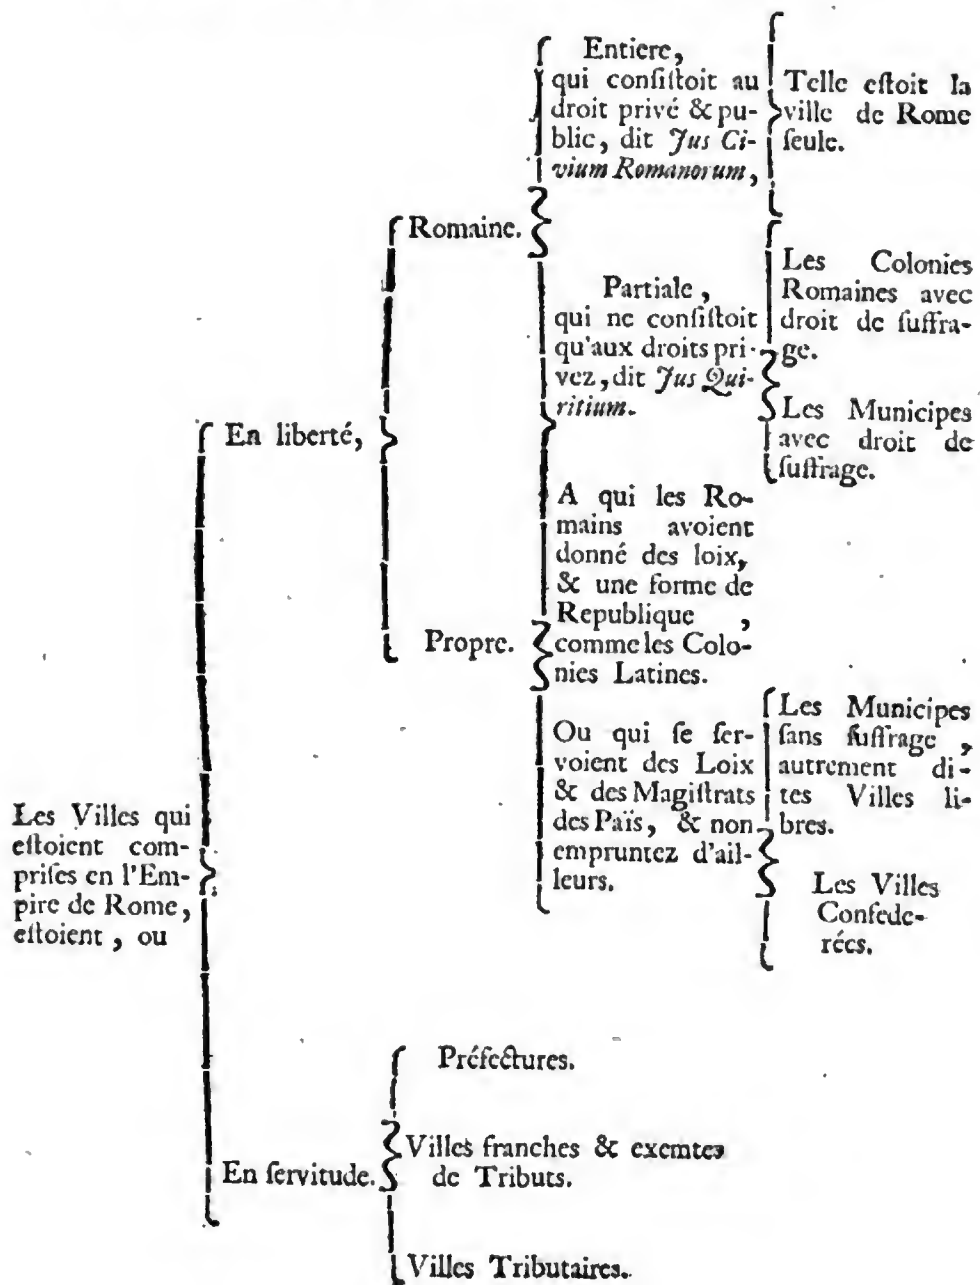 Entiere,
qui conſiſtoit au
droit privé & pu-
blic, dit Jus Ci-
vium Romanorum,
Telle eſtoit la
ville de Rome
ſeule.
Romaine.
Partiale,
qui ne conſiſtoit
qu'aux droits pri-
vez, dit Jus Qui-
ritium.
Les Colonies
Romaines avec
droit de ſuffra-
ge.
Les Municipes
avec droit de
ſuffrage.
En liberté,
A qui les Ro-
mains avoient
donné des loix,
& une forme de
Republique,
comme les Colo-
nies Latines.
Propre.
Ou qui ſe ſer-
voient des Loix
& des Magiſtrats
des Païs, & non
empruntez d'ail-
leurs.
Les Municipes
ſans ſuffrage,
autrement di-
tes Villes li-
bres.
Les Villes
Confede-
rées.
Les Villes qui
eſtoient com-
priſes en l'Em-
pire de Rome,
eſtoient, ou
Préfectures.
En ſervitude.
Villes franches & exemtes
de Tributs.
Villes Tributaires.